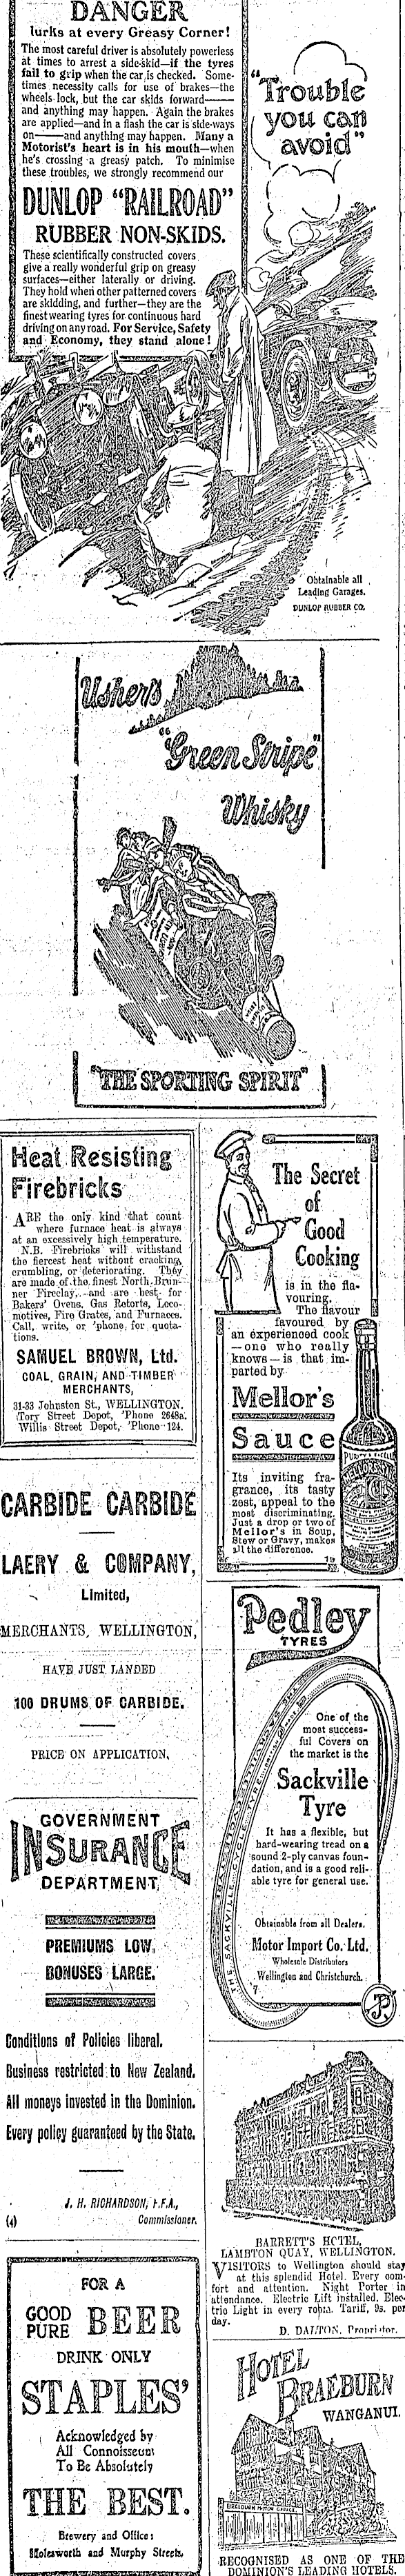 DANGER
lurks at every Greasy Corner!
The most careful driver is absolutely powerless
at times to arrest a side-skid—if the tyres
fail to grip when the car is checked. Some-
times necessity calls for use of brakes—the
wheels lock, but the car skids forward——
and anything may happen. Again the brakes
are applied—and in a flash the car is side-ways
on——and anything may happen. Many a
Motorist's heart is in his mouth—when
he's crossing a greasy patch. To minimise
these troubles, we strongly recommend our
DUNLOP "RAILROAD"
RUBBER NON-SKIDS.
These scientifically constructed covers
give a really wonderful grip on greasy
surfaces—either laterally or driving.
They hold when other patterned covers
are skidding, and further—they are the
finest wearing tyres for continuous hard
driving on any road. For Service, Safety
and Economy, they stand alone!
"Trouble
you can
avoid"
Obtainable all
Leading Garages.
DUNLOP RUBBER CO.
Usher's
"Green Stripe"
Whisky
"THE SPORTING SPIRIT"
Heat Resisting
Firebricks
ARE the only kind that count
where furnace heat is always
at an excessively high temperature.
N.B. Firebricks will withstand
the fiercest heat without cracking,
crumbling, or deteriorating. They
are made of the finest North Brun-
ner Fireclay, and are best for
Bakers' Ovens, Gas Retorts, Loco-
motives, Fire Grates, and Furnaces.
Call, write, or 'phone for quota-
tions.
SAMUEL BROWN, Ltd.
COAL, GRAIN, AND TIMBER
MERCHANTS,
31-33 Johnston St., WELLINGTON.
Tory Street Depot, 'Phone 2648a.
Willis Street Depot, 'Phone 124.
CARBIDE CARBIDE
LAERY & COMPANY,
Limited,
MERCHANTS, WELLINGTON,
HAVE JUST LANDED
100 DRUMS OF CARBIDE.
PRICE ON APPLICATION.
GOVERNMENT
INSURANCE
DEPARTMENT
PREMIUMS LOW.
BONUSES LARGE.
Conditions of Policies liberal.
Business restricted to New Zealand.
All moneys invested in the Dominion.
Every policy guaranteed by the State.
J. H. RICHARDSON, F.F.A.,
(4) Commissioner.
FOR A
GOOD
PURE BEER
DRINK ONLY
STAPLES'
Acknowledged by
All Connoisseurs
To Be Absolutely
THE BEST.
Brewery and Office:
Molesworth and Murphy Streets.
The Secret
of
Good
Cooking
is in the fla-
vouring.
The flavour
favoured by
an experienced cook
—one who really
knows—is that im-
parted by
Mellor's
Sauce
Its inviting fra-
grance, its tasty
zest, appeal to the
most discriminating.
Just a drop or two of
Mellor's in Soup,
Stew or Gravy, makes
all the difference.
19
Pedley
TYRES
One of the
most success-
ful Covers on
the market is the
Sackville
Tyre
It has a flexible, but
hard-wearing tread on a
sound 2-ply canvas foun-
dation, and is a good reli-
able tyre for general use.
Obtainable from all Dealers.
Motor Import Co. Ltd.
Wholesale Distributors
Wellington and Christchurch.
7
THE SACKVILLE CYCLE TYRE
P.
BARRETT'S HOTEL,
LAMBTON QUAY, WELLINGTON.
VISITORS to Wellington should stay
at this splendid Hotel. Every com-
fort and attention. Night Porter in
attendance. Electric Lift installed. Elec-
tric Light in every room. Tariff, 9s. per
day.
D. DALTON, Proprietor.
HOTEL
BRAEBURN
WANGANUI.
RECOGNISED AS ONE OF THE
DOMINION'S LEADING HOTELS.